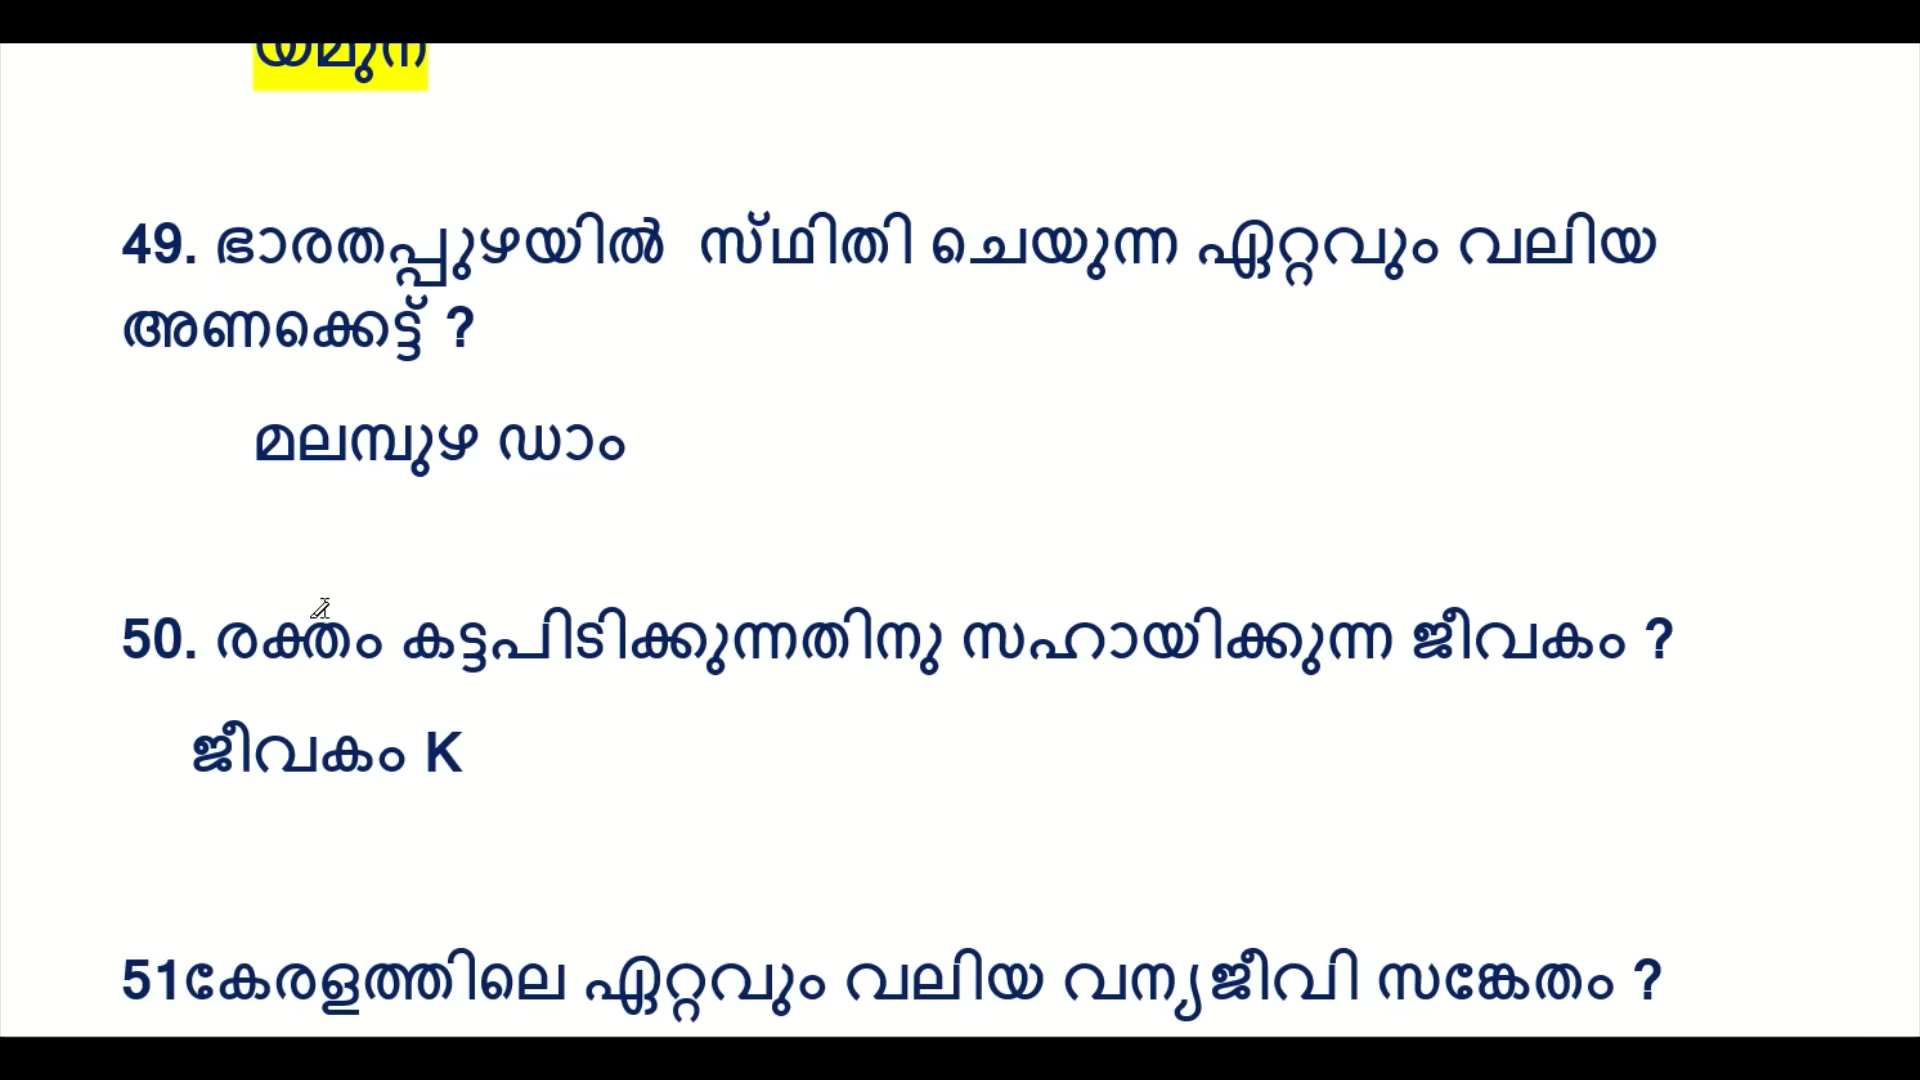 യമുന
49. ഭാരതപ്പുഴയിൽ സ്ഥിതി ചെയുന്ന ഏറ്റവും വലിയ
അണക്കെട്ട് ?
മലമ്പുഴ ഡാം
50. രക്തം കട്ടപിടിക്കുന്നതിനു സഹായിക്കുന്ന ജീവകം ?
ജീവകം K
51കേരളത്തിലെ ഏറ്റവും വലിയ വന്യജീവി സങ്കേതം ?